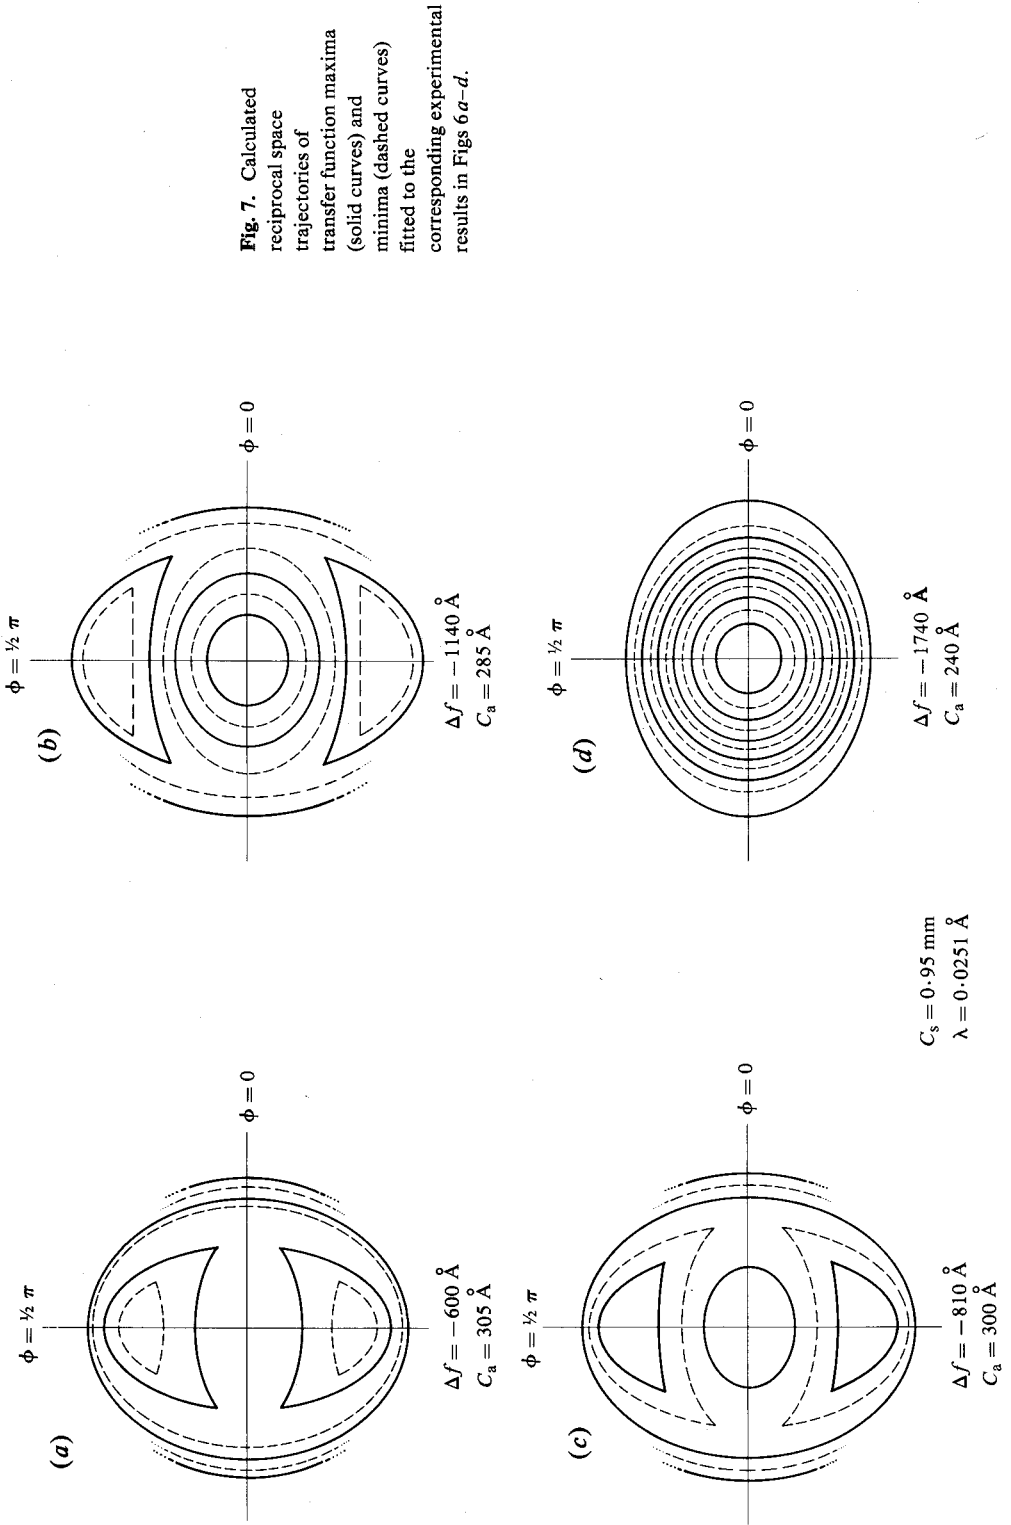 (a)
ϕ = ½ π
ϕ = 0
Δf = −600 Å
Cₐ = 305 Å
(b)
ϕ = ½ π
ϕ = 0
Δf = −1140 Å
Cₐ = 285 Å
(c)
ϕ = ½ π
ϕ = 0
Δf = −810 Å
Cₐ = 300 Å
(d)
ϕ = ½ π
ϕ = 0
Δf = −1740 Å
Cₐ = 240 Å
Cₛ = 0·95 mm
λ = 0·0251 Å
Fig. 7. Calculated
reciprocal space
trajectories of
transfer function maxima
(solid curves) and
minima (dashed curves)
fitted to the
corresponding experimental
results in Figs 6a–d.